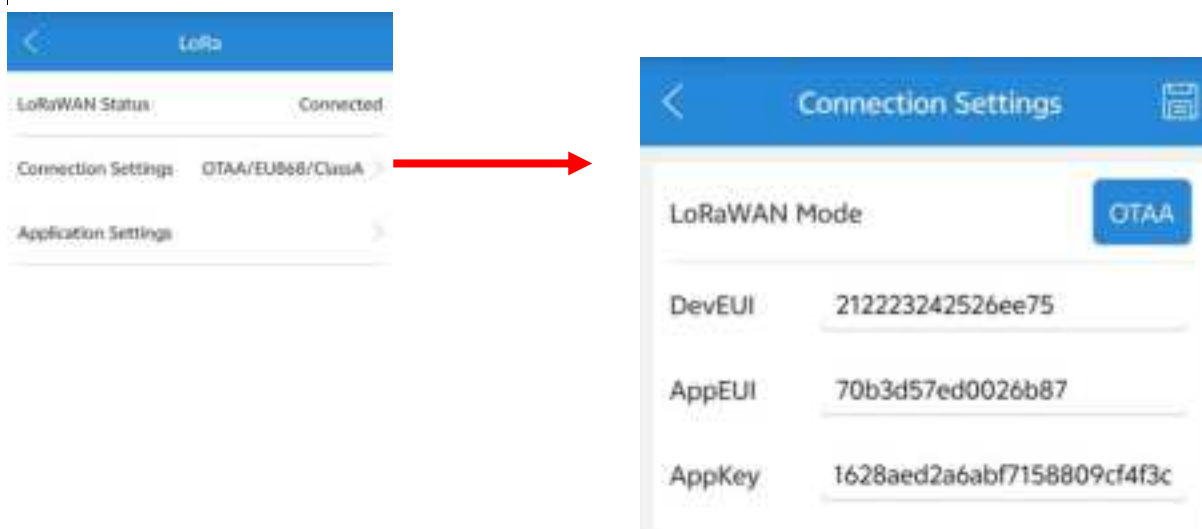 LoRa
LoRaWAN Status Connected
Connection Settings OTAA/EU868/ClassA
Application Settings
Connection Settings
LoRaWAN Mode OTAA
DevEUI 212223242526ee75
AppEUI 70b3d57ed0026b87
AppKey 1628aed2a6abf7158809cf4f3c